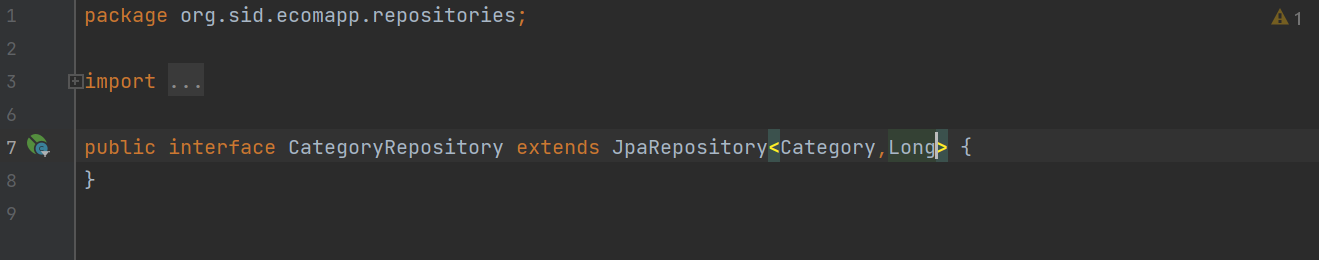 1 package org.sid.ecomapp.repositories; 1
2
3 import ...
6
7 public interface CategoryRepository extends JpaRepository<Category,Long> {
8 }
9